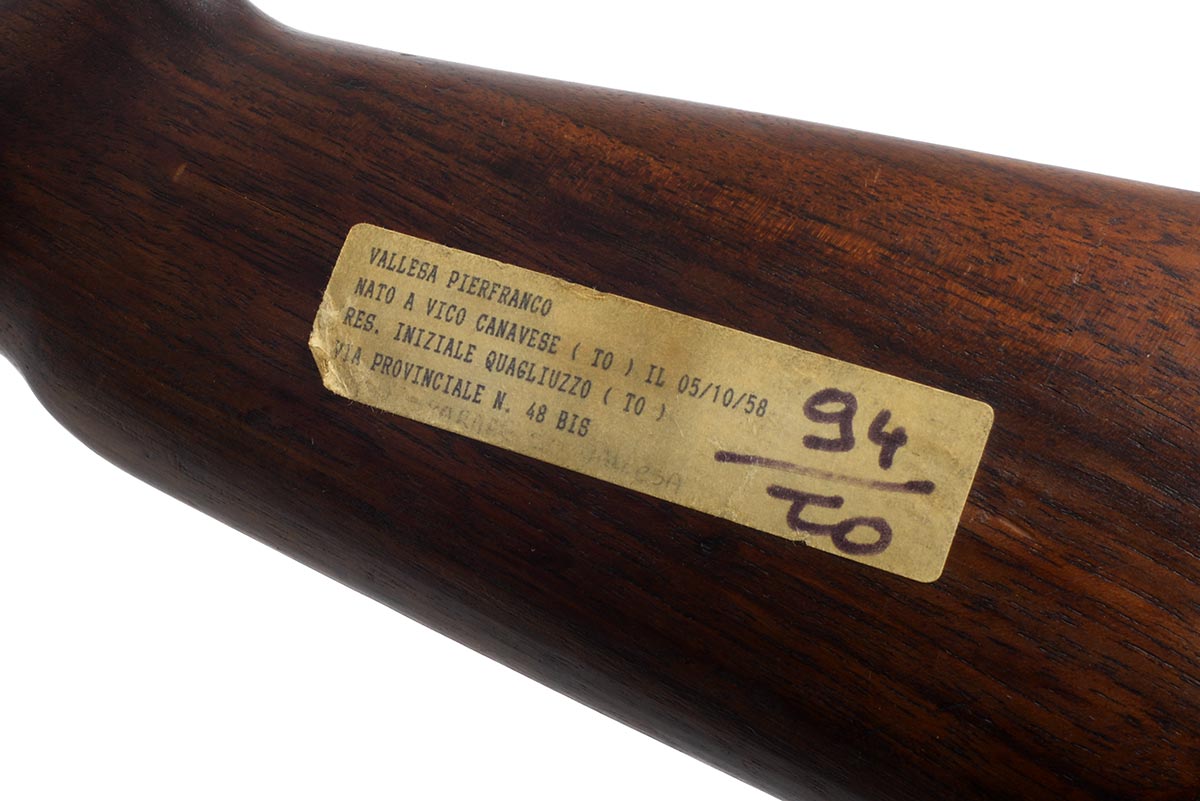 VALLESA PIERFRANCO
NATO A VICO CANAVESE ( TO ) IL 05/10/58
RES. INIZIALE QUAGLIUZZO ( TO )
VIA PROVINCIALE N. 48 BIS
94
TO